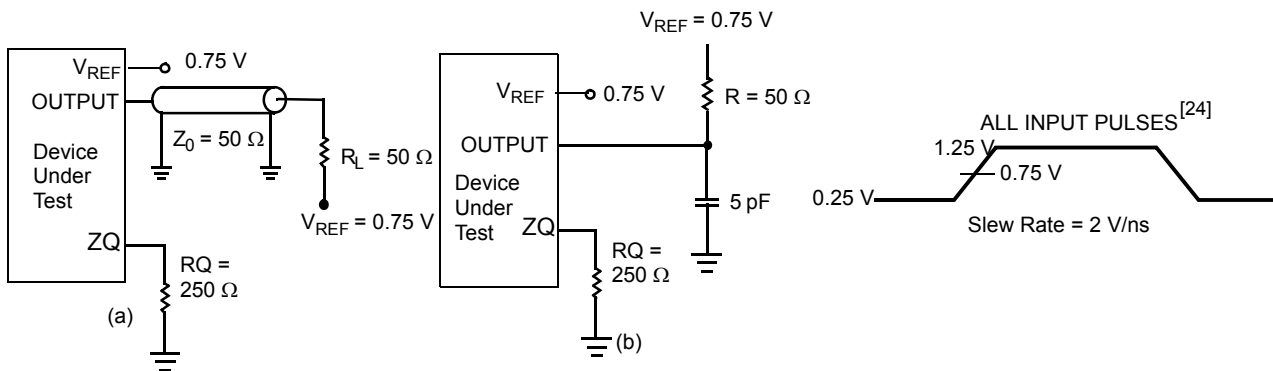 V_REF 0.75 V
OUTPUT
Z_0 = 50 Ω
Device
Under
Test
R_L = 50 Ω
V_REF = 0.75 V
ZQ
RQ =
250 Ω
(a)
V_REF = 0.75 V
V_REF 0.75 V
R = 50 Ω
OUTPUT
Device
Under
Test
5 pF
ZQ
RQ =
250 Ω
(b)
ALL INPUT PULSES[24]
1.25 V
0.75 V
0.25 V
Slew Rate = 2 V/ns